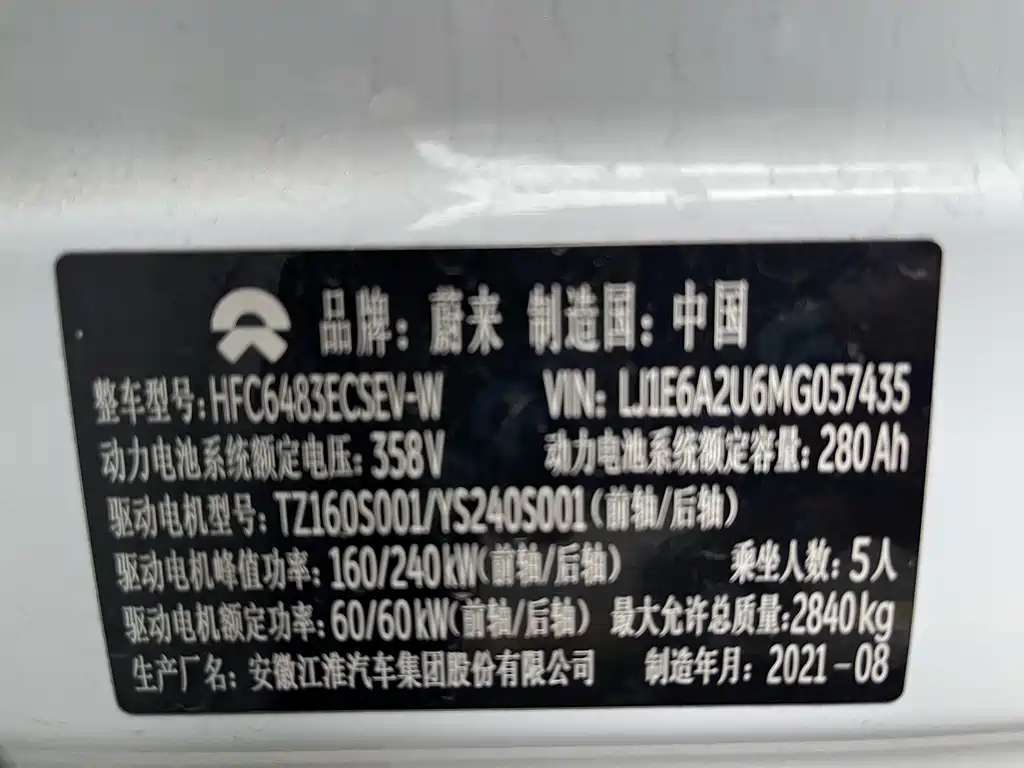 品牌：蔚来 制造国：中国
整车型号：HFC6483ECSEV-W VIN：LJ1E6A2U6MG057435
动力电池系统额定电压：358V 动力电池系统额定容量：280Ah
驱动电机型号：TZ160S001/YS240S001(前轴/后轴)
驱动电机峰值功率：160/240kW(前轴/后轴) 乘坐人数：5人
驱动电机额定功率：60/60kW(前轴/后轴) 最大允许总质量：2840kg
生产厂名：安徽江淮汽车集团股份有限公司 制造年月：2021-08